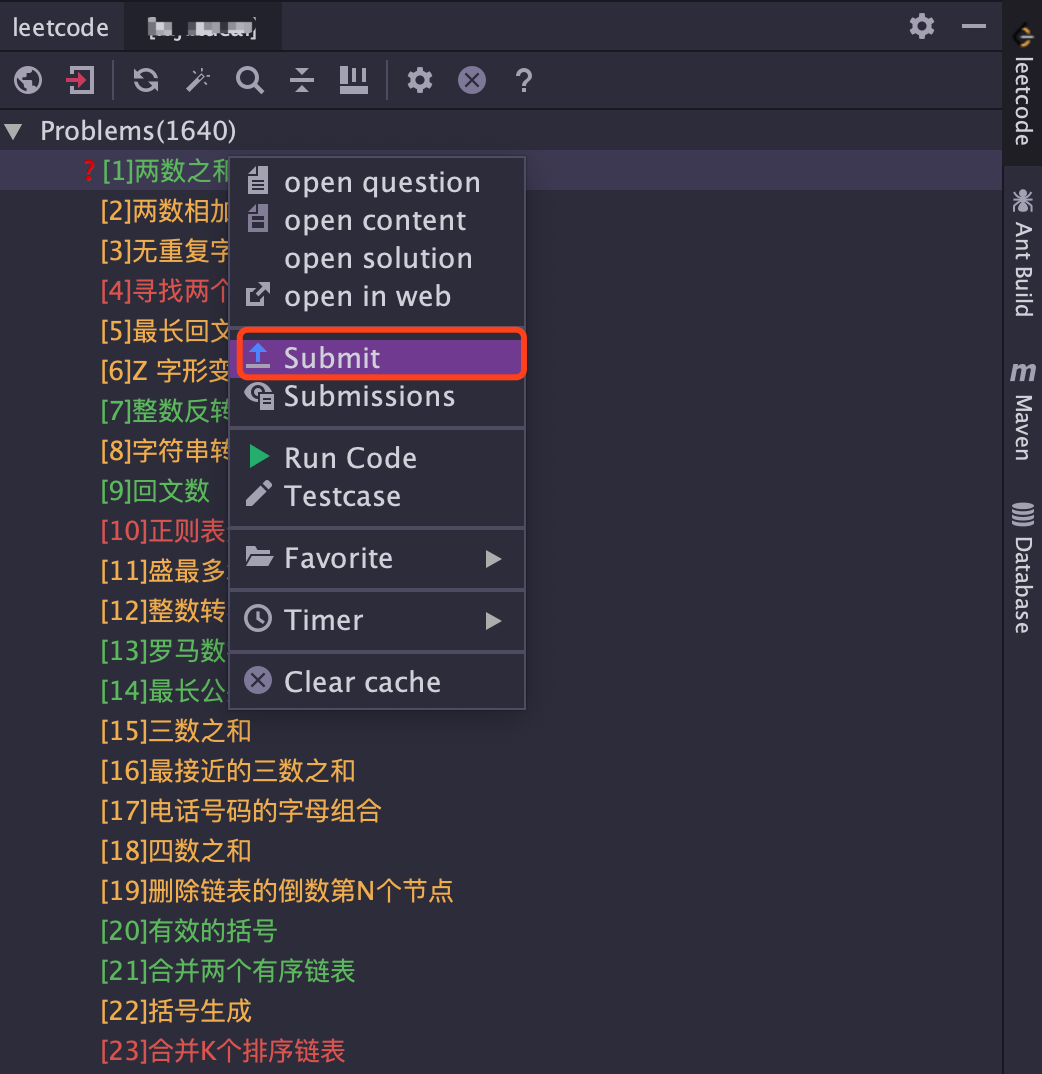 leetcode
Problems(1640)
? [1]两数之和
[2]两数相加
[3]无重复字
[4]寻找两个
[5]最长回文
[6]Z 字形变
[7]整数反转
[8]字符串转
[9]回文数
[10]正则表
[11]盛最多
[12]整数转
[13]罗马数
[14]最长公
[15]三数之和
[16]最接近的三数之和
[17]电话号码的字母组合
[18]四数之和
[19]删除链表的倒数第N个节点
[20]有效的括号
[21]合并两个有序链表
[22]括号生成
[23]合并K个排序链表
open question
open content
open solution
open in web
Submit
Submissions
Run Code
Testcase
Favorite
Timer
Clear cache
leetcode
Ant Build
Maven
Database